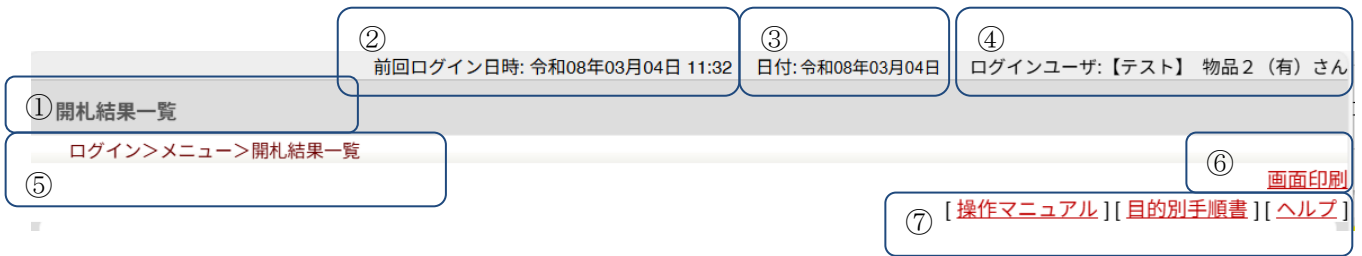 ② ③ ④
前回ログイン日時: 令和08年03月04日 11:32 日付: 令和08年03月04日 ログインユーザ:【テスト】 物品２（有）さん
① 開札結果一覧
ログイン＞メニュー＞開札結果一覧
⑤ ⑥
画面印刷
⑦ [ 操作マニュアル ] [ 目的別手順書 ] [ ヘルプ ]